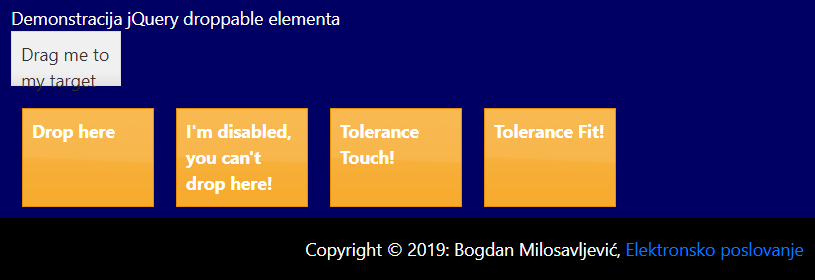 Demonstracija jQuery droppable elementa
Drag me to
my target
Drop here
I'm disabled,
you can't
drop here!
Tolerance
Touch!
Tolerance Fit!
Copyright © 2019: Bogdan Milosavljević, Elektronsko poslovanje